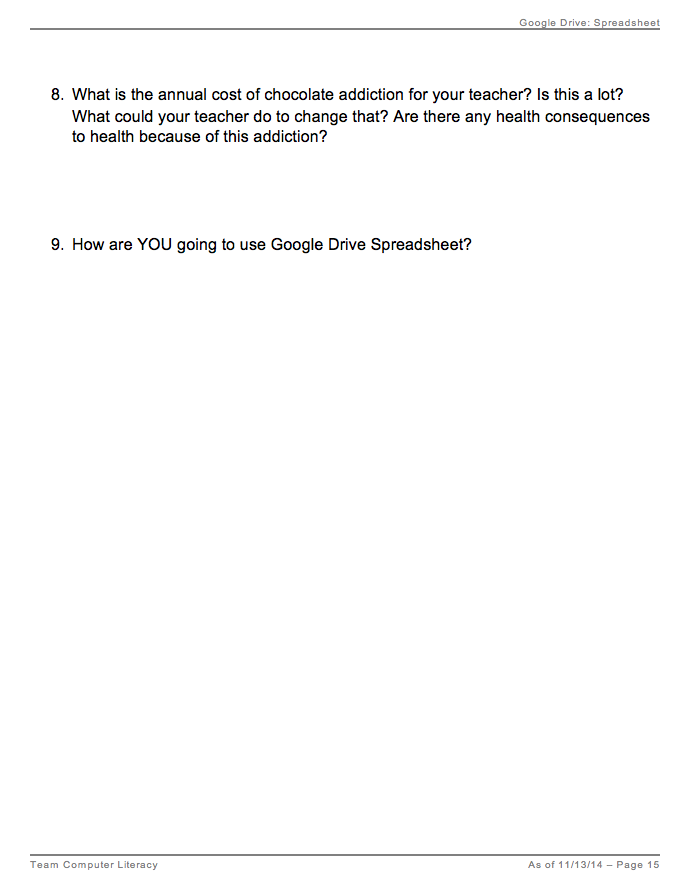 Google Drive: Spreadsheet
8. What is the annual cost of chocolate addiction for your teacher? Is this a lot?
What could your teacher do to change that? Are there any health consequences
to health because of this addiction?
9. How are YOU going to use Google Drive Spreadsheet?
Team Computer Literacy
As of 11/13/14 – Page 15